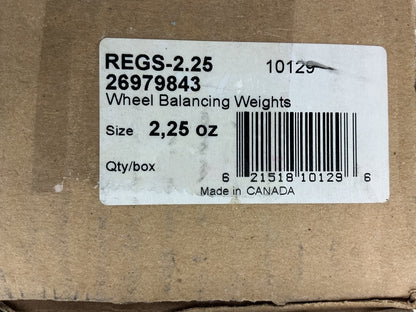 REGS-2.25 10129
26979843
Wheel Balancing Weights
Size 2,25 oz
Qty/box
6 21518 10129 6
Made in CANADA